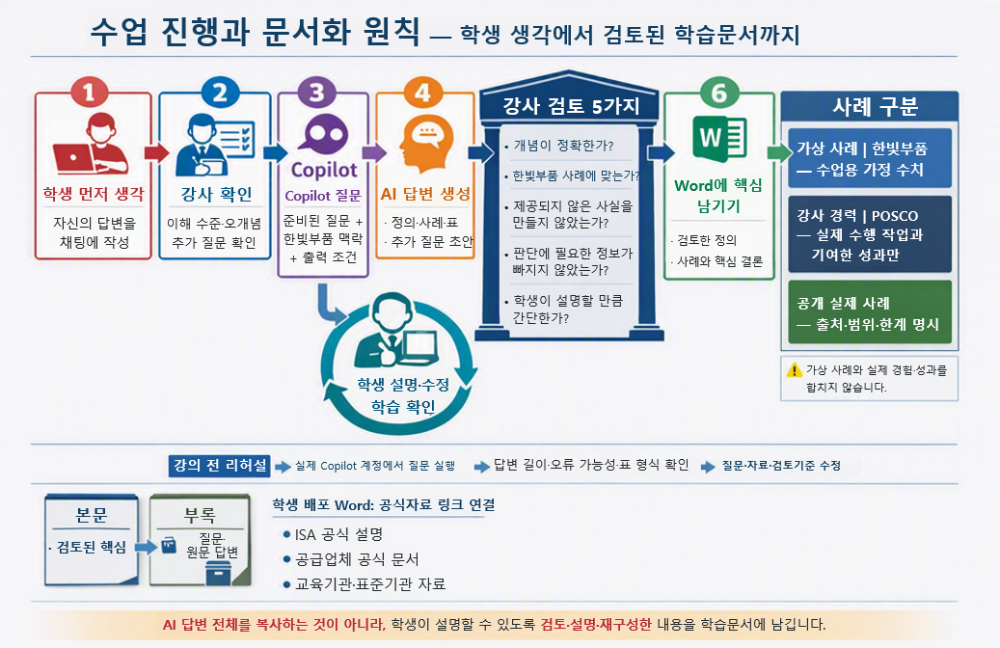 수업 진행과 문서화 원칙 — 학생 생각에서 검토된 학습문서까지
1
학생 먼저 생각
자신의 답변을
채팅에 작성
2
강사 확인
이해 수준·오개념
추가 질문 확인
3
Copilot
Copilot 질문
준비된 질문 +
한빛부품 맥락
+ 출력 조건
4
AI 답변 생성
· 정의·사례·표
· 추가 질문 초안
강사 검토 5가지
• 개념이 정확한가?
• 한빛부품 사례에 맞는가?
• 제공되지 않은 사실을
만들지 않았는가?
• 판단에 필요한 정보가
빠지지 않았는가?
• 학생이 설명할 만큼
간단한가?
6
W
Word에 핵심
남기기
· 검토한 정의
· 사례와 핵심 결론
사례 구분
가상 사례 | 한빛부품
— 수업용 가정 수치
강사 경력 | POSCO
— 실제 수행 작업과
기여한 성과만
공개 실제 사례
— 출처·범위·한계 명시
가상 사례와 실제 경험·성과를
합치지 않습니다.
학생 설명·수정
학습 확인
강의 전 리허설
실제 Copilot 계정에서 질문 실행
답변 길이·오류 가능성·표 형식 확인
질문·자료·검토기준 수정
본문
· 검토된 핵심
부록
질문·
원문 답변
학생 배포 Word: 공식자료 링크 연결
• ISA 공식 설명
• 공급업체 공식 문서
• 교육기관·표준기관 자료
AI 답변 전체를 복사하는 것이 아니라, 학생이 설명할 수 있도록 검토·설명·재구성한 내용을 학습문서에 남깁니다.